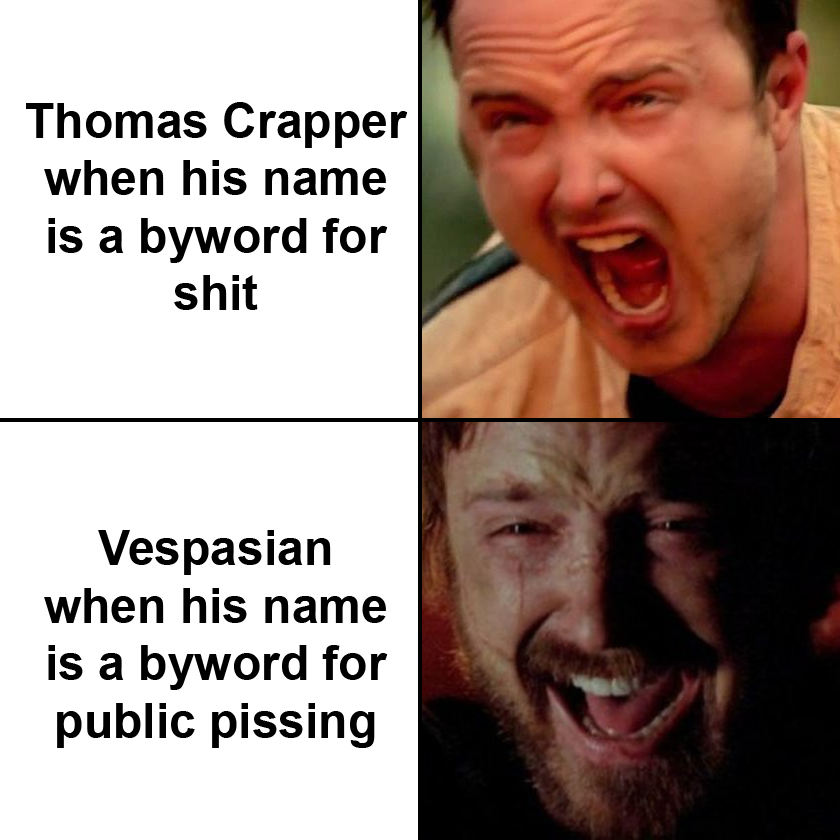 Thomas Crapper
when his name
is a byword for
shit
Vespasian
when his name
is a byword for
public pissing